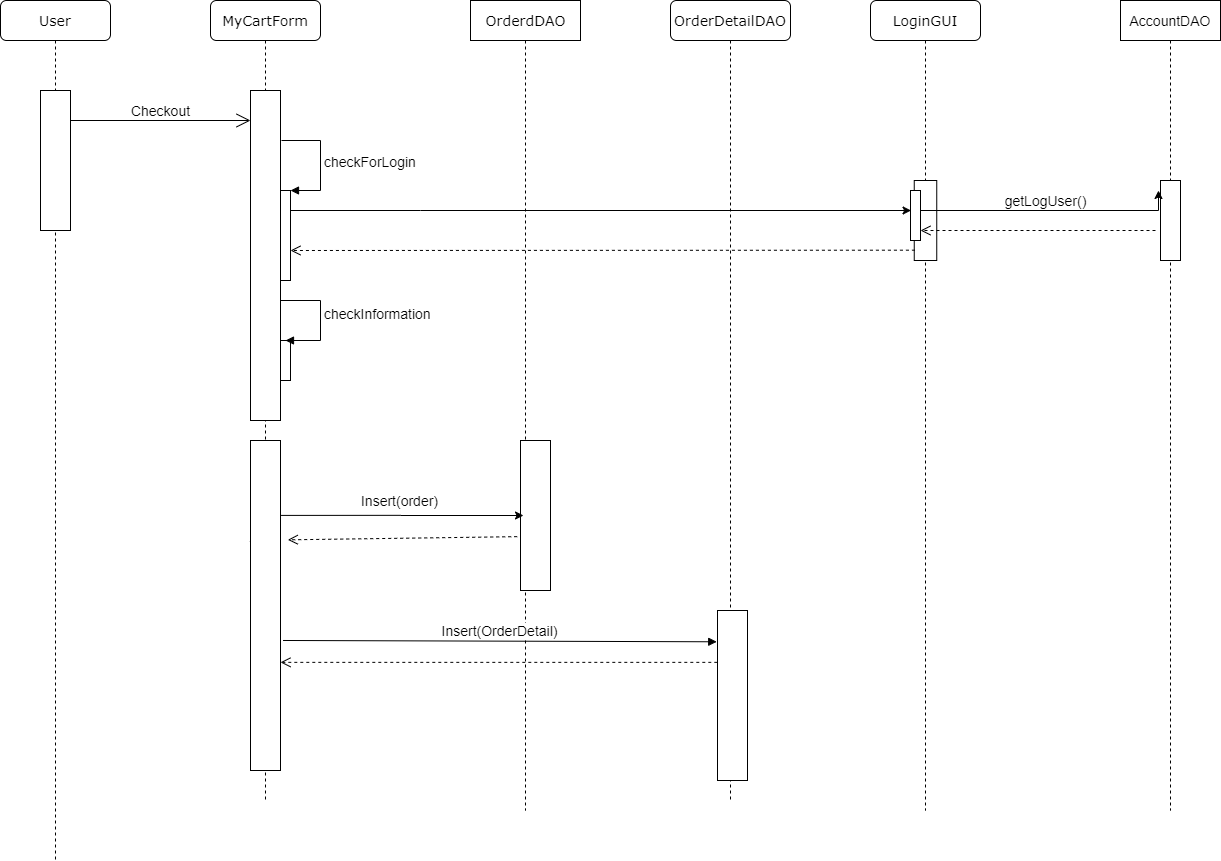 User
MyCartForm
OrderdDAO
OrderDetailDAO
LoginGUI
AccountDAO
Checkout
checkForLogin
getLogUser()
checkInformation
Insert(order)
Insert(OrderDetail)